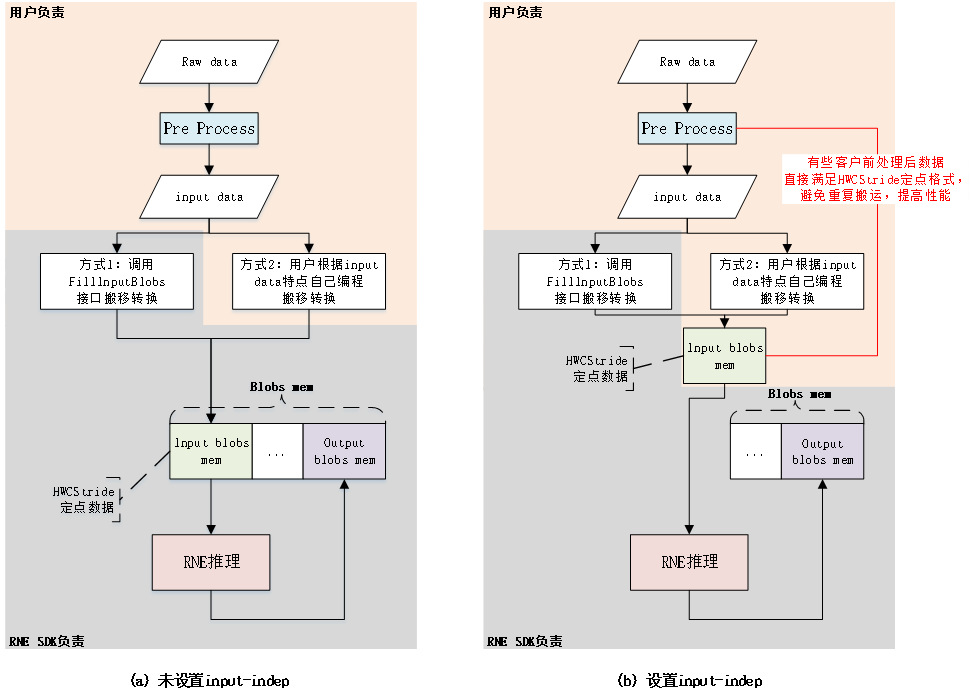 用户负责
Raw data
Pre Process
input data
方式1: 调用
FillInputBlobs
接口搬移转换
方式2: 用户根据input
data特点自己编程
搬移转换
Blobs mem
Input blobs
mem
...
Output
blobs mem
HWCStride
定点数据
RNE推理
RNE SDK负责
(a) 未设置input-indep
用户负责
Raw data
Pre Process
有些客户前处理后数据
直接满足HWCStride定点格式，
避免重复搬运，提高性能
input data
方式1: 调用
FillInputBlobs
接口搬移转换
方式2: 用户根据input
data特点自己编程
搬移转换
Input blobs
mem
HWCStride
定点数据
Blobs mem
...
Output
blobs mem
RNE推理
RNE SDK负责
(b) 设置input-indep